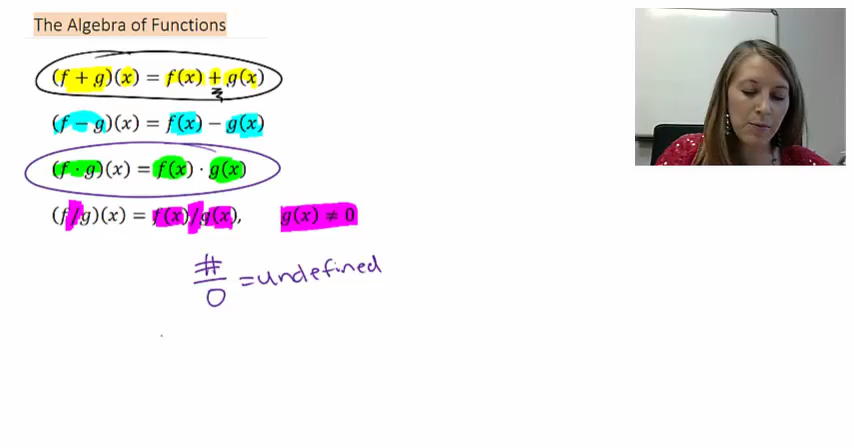 The Algebra of Functions
(f + g)(x) = f(x) + g(x)
(f − g)(x) = f(x) − g(x)
(f · g)(x) = f(x) · g(x)
(f/g)(x) = f(x)/g(x), g(x) ≠ 0
#/0 = undefined